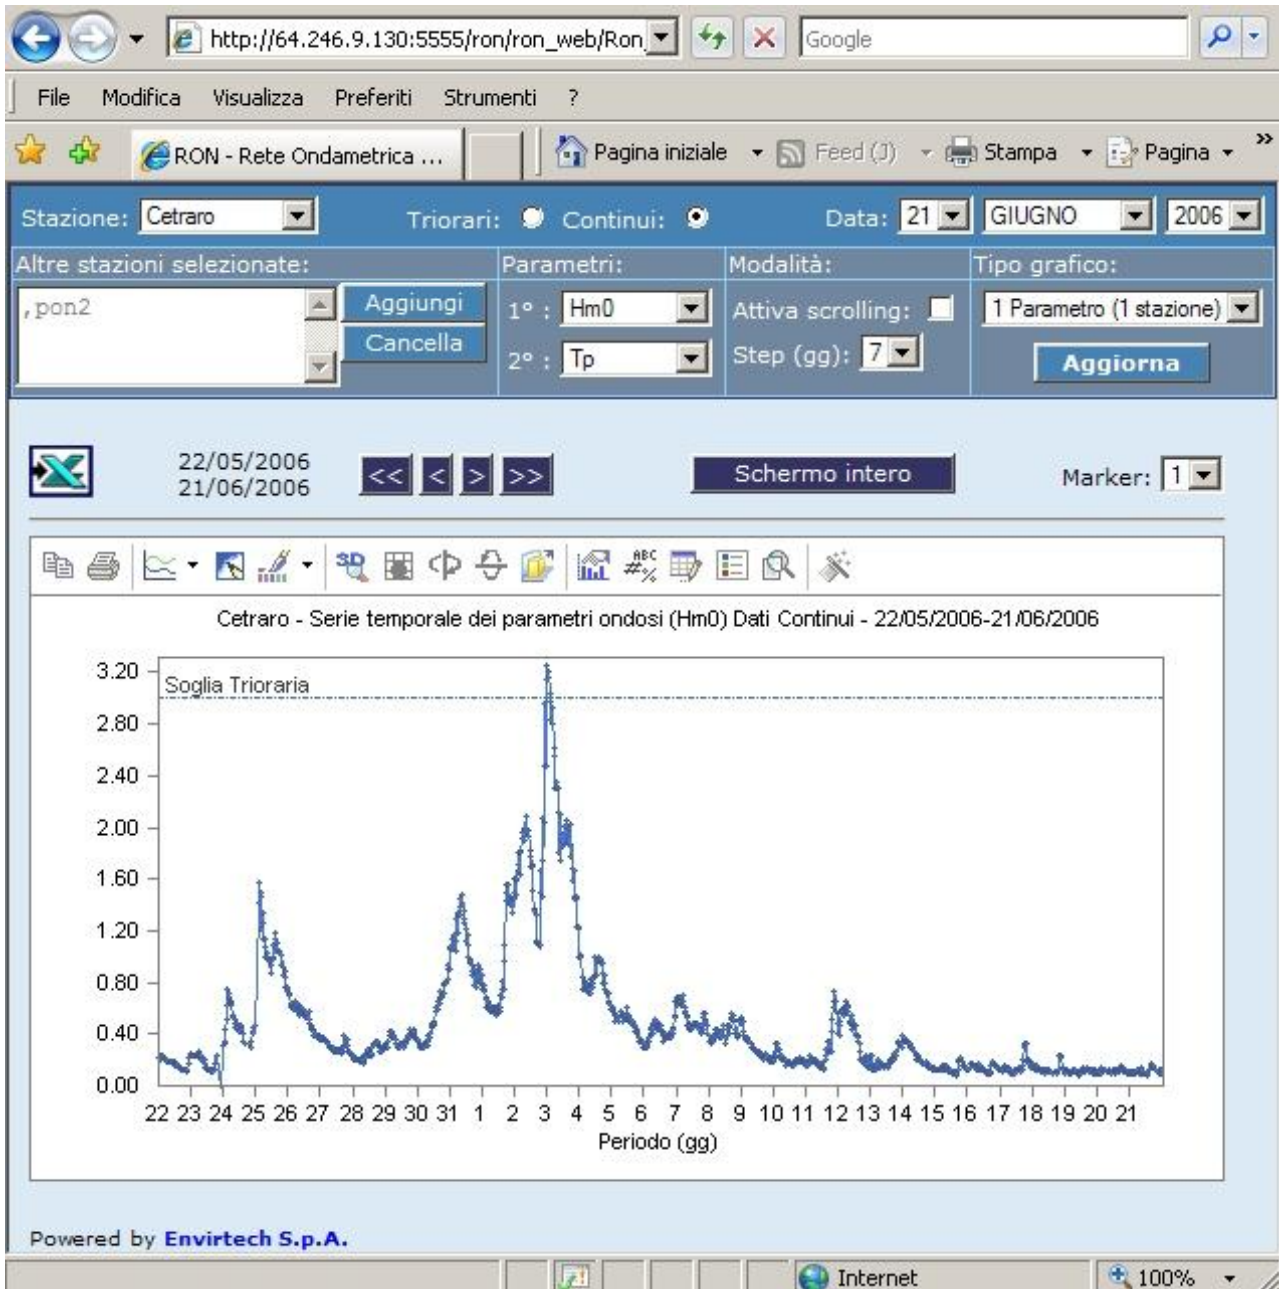 http://64.246.9.130:5555/ron/ron_web/Ron_ Google
File Modifica Visualizza Preferiti Strumenti ?
RON - Rete Ondametrica ... Pagina iniziale Feed (J) Stampa Pagina »
Stazione: Cetraro Triorari: Continui: Data: 21 GIUGNO 2006
Altre stazioni selezionate: Parametri: Modalità: Tipo grafico:
,pon2 Aggiungi 1° : Hm0 Attiva scrolling: 1 Parametro (1 stazione)
Cancella 2° : Tp Step (gg): 7 Aggiorna
22/05/2006
21/06/2006
<< < > >> Schermo intero Marker: 1
3D ABC #%
Cetraro - Serie temporale dei parametri ondosi (Hm0) Dati Continui - 22/05/2006-21/06/2006
3.20
Soglia Trioraria
2.80
2.40
2.00
1.60
1.20
0.80
0.40
0.00
22 23 24 25 26 27 28 29 30 31 1 2 3 4 5 6 7 8 9 10 11 12 13 14 15 16 17 18 19 20 21
Periodo (gg)
Powered by Envirtech S.p.A.
Internet 100%